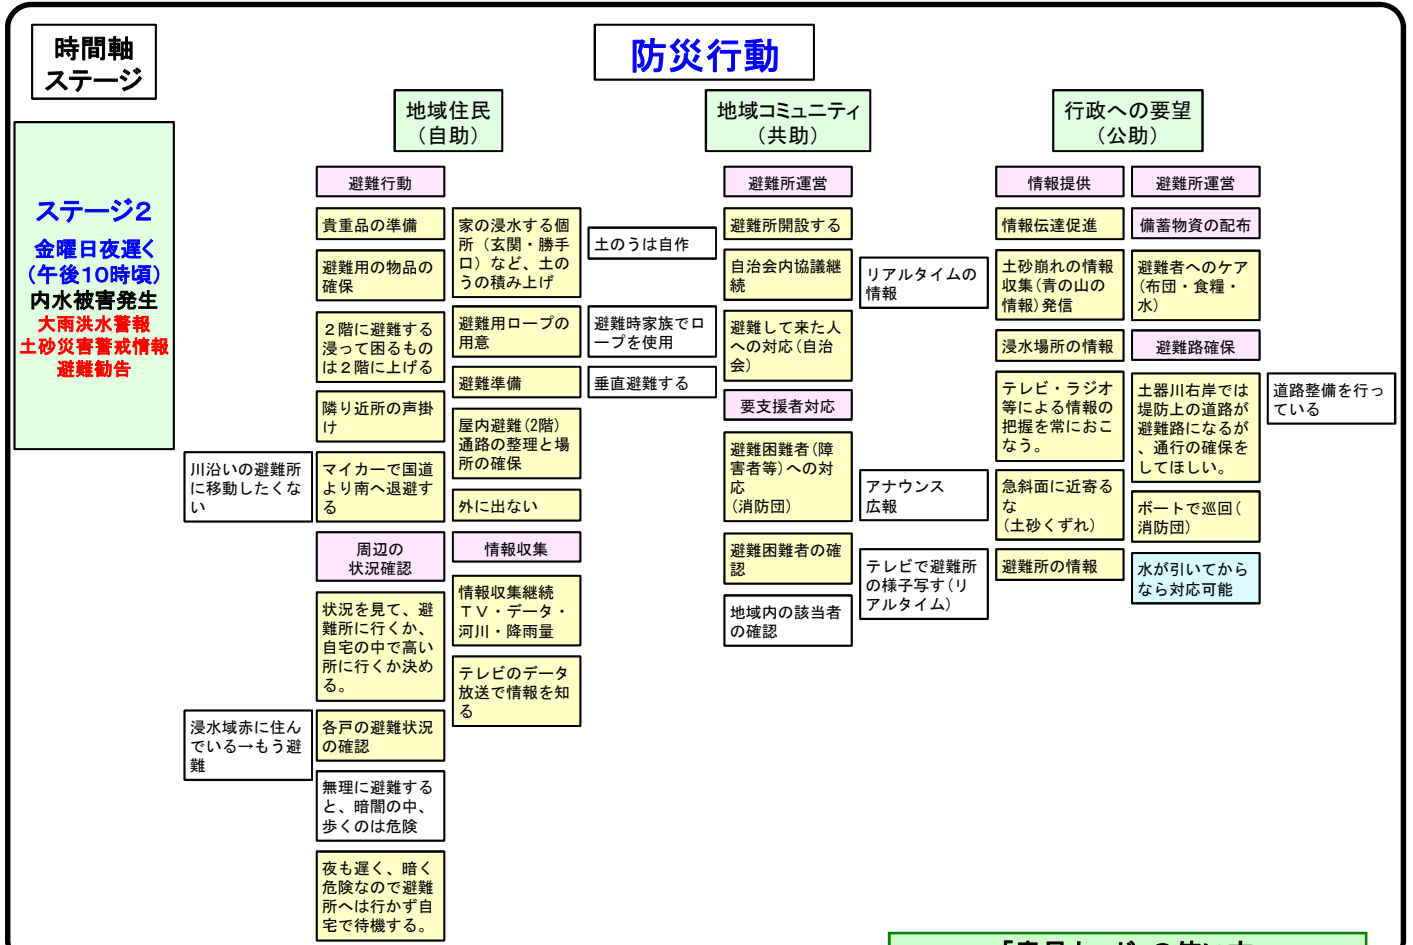 時間軸
ステージ
防災行動
ステージ2
金曜日夜遅く
(午後10時頃)
内水被害発生
大雨洪水警報
土砂災害警戒情報
避難勧告
地域住民
(自助)
避難行動
貴重品の準備
避難用の物品の
確保
２階に避難する
浸って困るもの
は２階に上げる
隣り近所の声掛
け
川沿いの避難所
に移動したくな
い
マイカーで国道
より南へ退避す
る
周辺の
状況確認
状況を見て、避
難所に行くか、
自宅の中で高い
所に行くか決め
る。
浸水域赤に住ん
でいる→もう避
難
各戸の避難状況
の確認
無理に避難する
と、暗闇の中、
歩くのは危険
夜も遅く、暗く
危険なので避難
所へは行かず自
宅で待機する。
家の浸水する個
所（玄関・勝手
口）など、土の
うの積み上げ
土のうは自作
避難用ロープの
用意
避難時家族でロ
ープを使用
避難準備
垂直避難する
屋内避難(2階)
通路の整理と場
所の確保
外に出ない
情報収集
情報収集継続
ＴＶ・データ・
河川・降雨量
テレビのデータ
放送で情報を知
る
地域コミュニティ
(共助)
避難所運営
避難所開設する
自治会内協議継
続
避難して来た人
への対応(自治
会)
要支援者対応
避難困難者(障
害者等)への対
応
(消防団)
避難困難者の確
認
地域内の該当者
の確認
行政への要望
(公助)
情報提供
情報伝達促進
リアルタイムの
情報
土砂崩れの情報
収集(青の山の
情報)発信
浸水場所の情報
テレビ・ラジオ
等による情報の
把握を常におこ
なう。
アナウンス
広報
急斜面に近寄る
な
(土砂くずれ)
テレビで避難所
の様子写す(リ
アルタイム)
避難所の情報
避難所運営
備蓄物資の配布
避難者へのケア
(布団・食糧・
水)
避難路確保
土器川右岸では
堤防上の道路が
避難路になるが
、通行の確保を
してほしい。
道路整備を行っ
ている
ボートで巡回(
消防団)
水が引いてから
なら対応可能